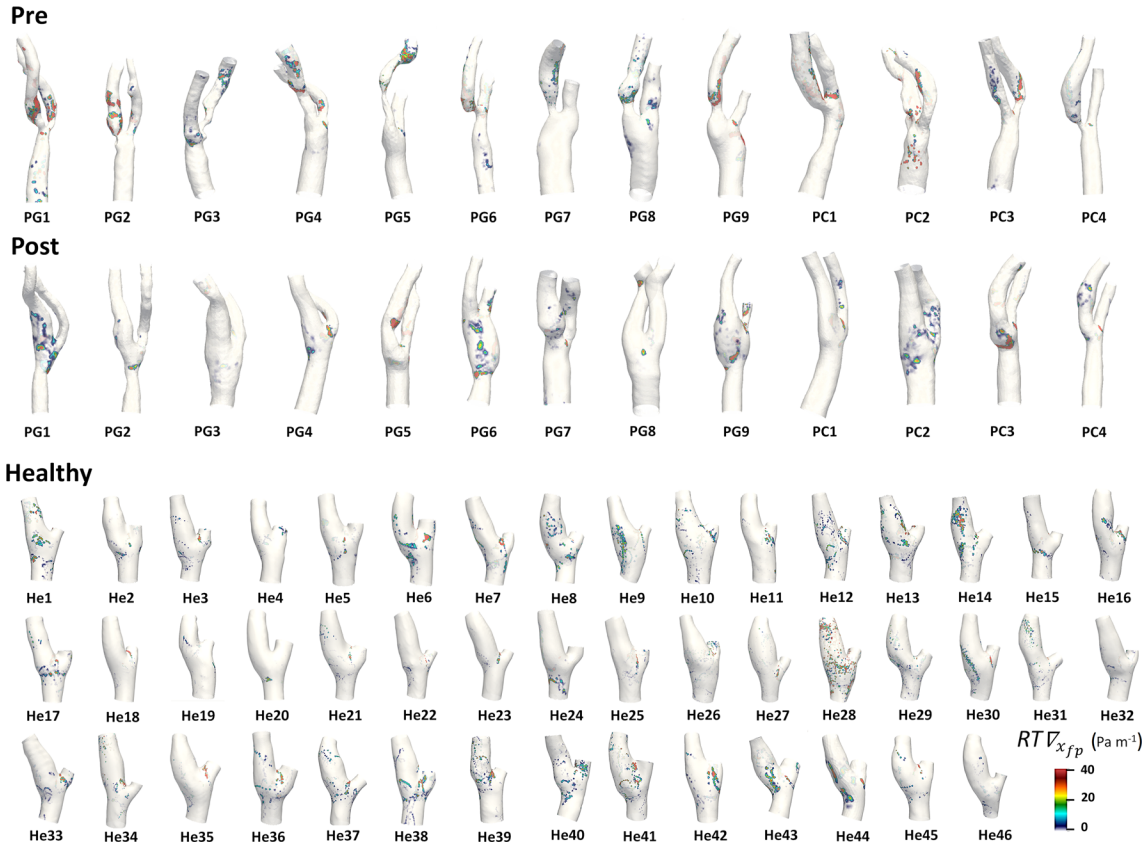 Pre
PG1 PG2 PG3 PG4 PG5 PG6 PG7 PG8 PG9 PC1 PC2 PC3 PC4
Post
PG1 PG2 PG3 PG4 PG5 PG6 PG7 PG8 PG9 PC1 PC2 PC3 PC4
Healthy
He1 He2 He3 He4 He5 He6 He7 He8 He9 He10 He11 He12 He13 He14 He15 He16
He17 He18 He19 He20 He21 He22 He23 He24 He25 He26 He27 He28 He29 He30 He31 He32
RT∇x_fp (Pa m⁻¹)
40
20
0
He33 He34 He35 He36 He37 He38 He39 He40 He41 He42 He43 He44 He45 He46